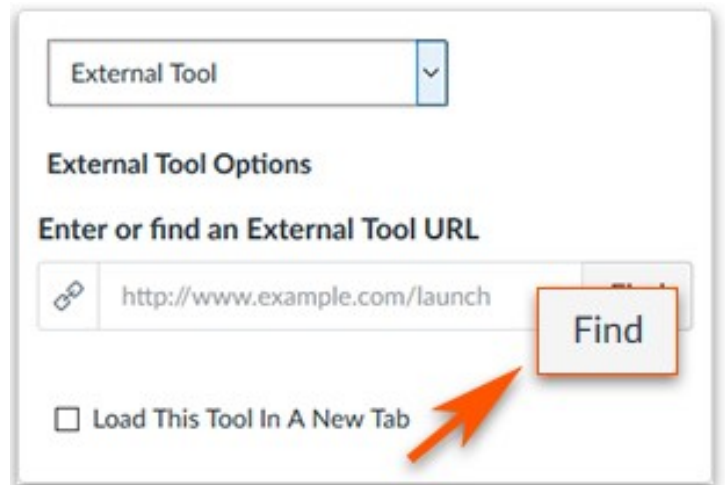 External Tool
External Tool Options
Enter or find an External Tool URL
http://www.example.com/launch
Find
Load This Tool In A New Tab